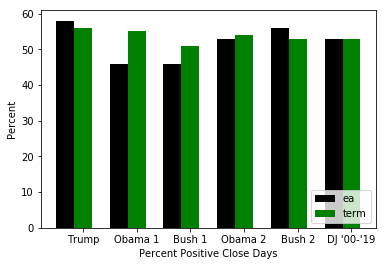 60
50
40
30
20
10
0
Percent
ea
term
Trump Obama 1 Bush 1 Obama 2 Bush 2 DJ '00-'19
Percent Positive Close Days